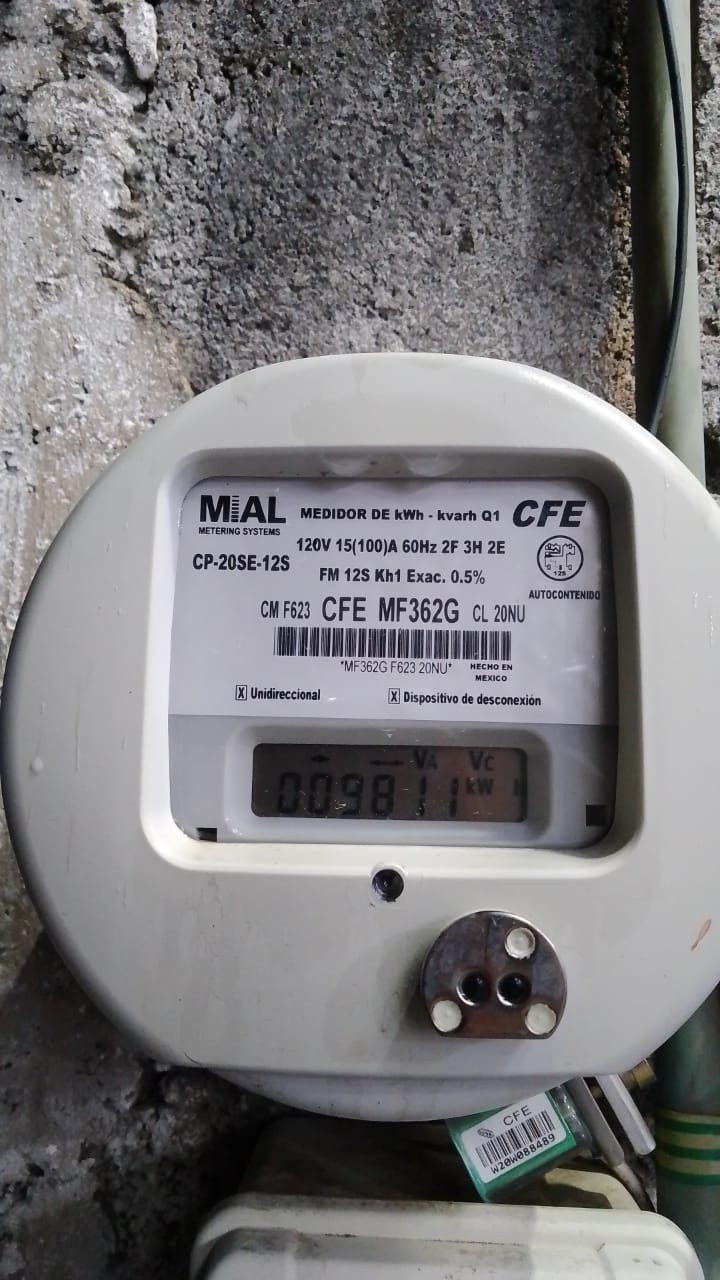 MIAL
METERING SYSTEMS
MEDIDOR DE kWh - kvarh Q1
CFE
CP-20SE-12S
120V 15(100)A 60Hz 2F 3H 2E
FM 12S Kh1 Exac. 0.5%
12S
AUTOCONTENIDO
CM F623 CFE MF362G CL 20NU
*MF362G F623 20NU*
HECHO EN
MEXICO
X Unidireccional
X Dispositivo de desconexión
VA VC
009811 kW
CFE
W20W088489